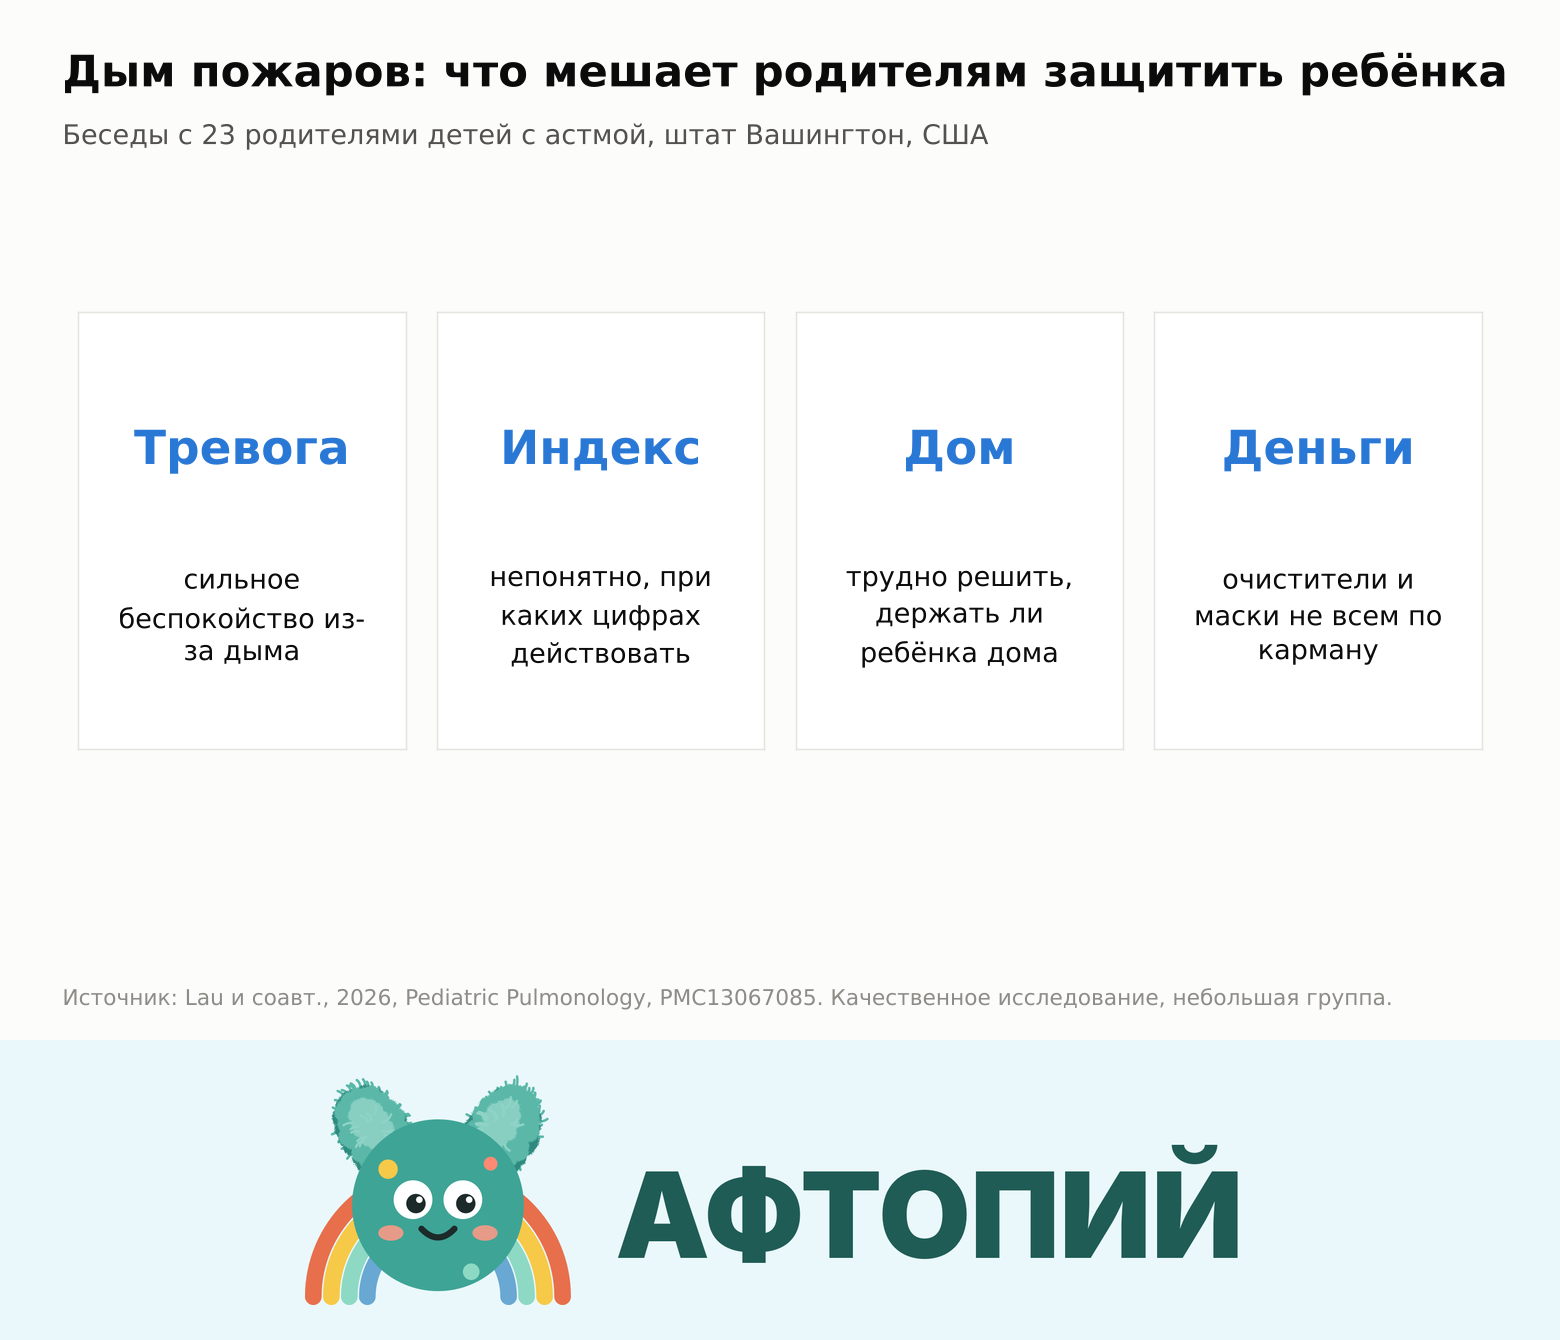 Дым пожаров: что мешает родителям защитить ребёнка
Беседы с 23 родителями детей с астмой, штат Вашингтон, США
Тревога
сильное
беспокойство из-
за дыма
Индекс
непонятно, при
каких цифрах
действовать
Дом
трудно решить,
держать ли
ребёнка дома
Деньги
очистители и
маски не всем по
карману
Источник: Lau и соавт., 2026, Pediatric Pulmonology, PMC13067085. Качественное исследование, небольшая группа.
АФТОПИЙ